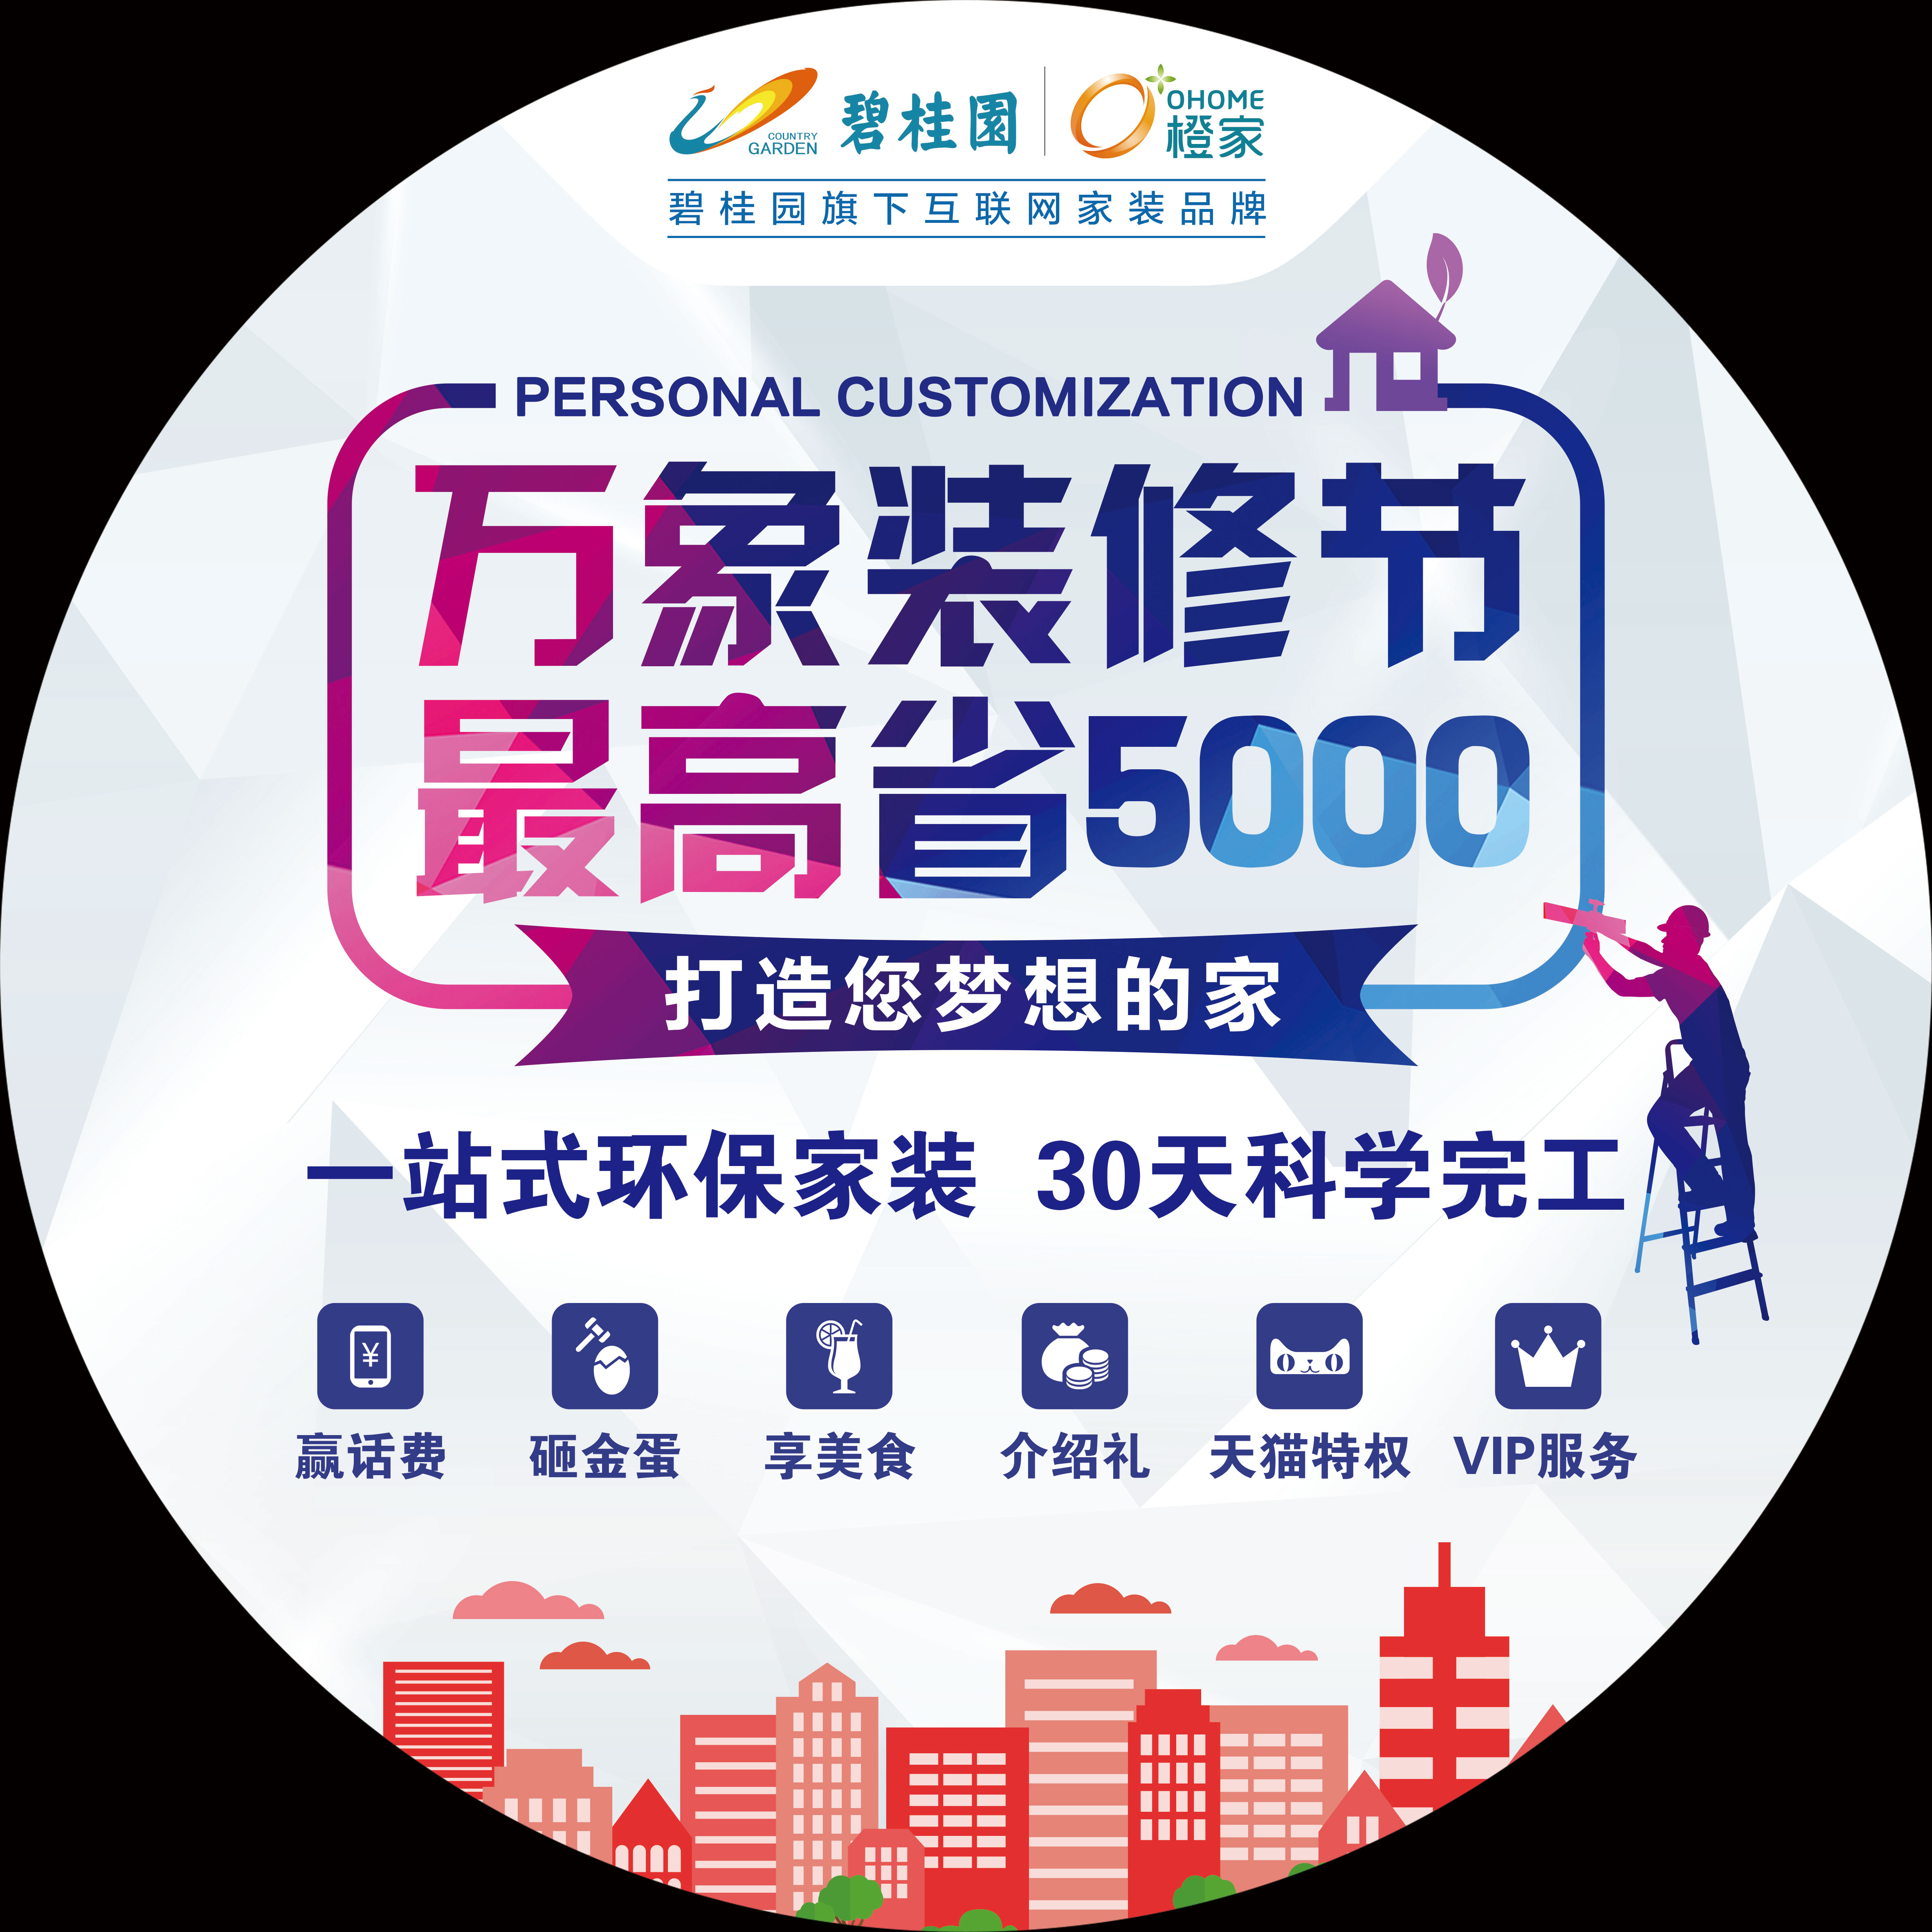 COUNTRY
GARDEN
碧桂園
OHOME
橙家
碧桂园旗下互联网家装品牌
PERSONAL CUSTOMIZATION
万象装修节
最高省5000
打造您梦想的家
一站式环保家装 30天科学完工
¥
赢话费 砸金蛋 享美食 介绍礼 天猫特权 VIP服务